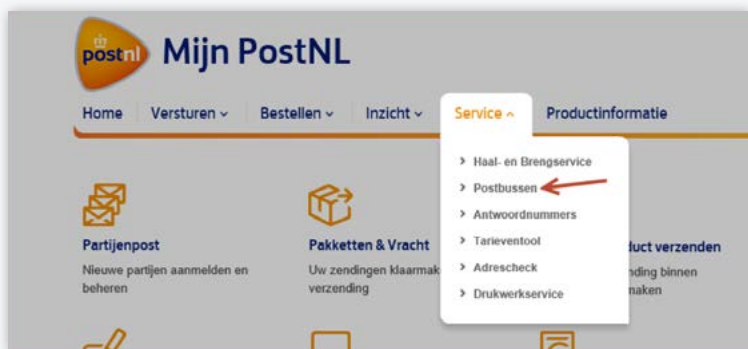 postnl Mijn PostNL
Home Versturen Bestellen Inzicht Service Productinformatie
> Haal- en Brengservice
> Postbussen
> Antwoordnummers
> Tarieventool
> Adrescheck
> Drukwerkservice
Partijenpost
Nieuwe partijen aanmelden en
beheren
Pakketten & Vracht
Uw zendingen klaarmak
verzending
duct verzenden
nding binnen
maken